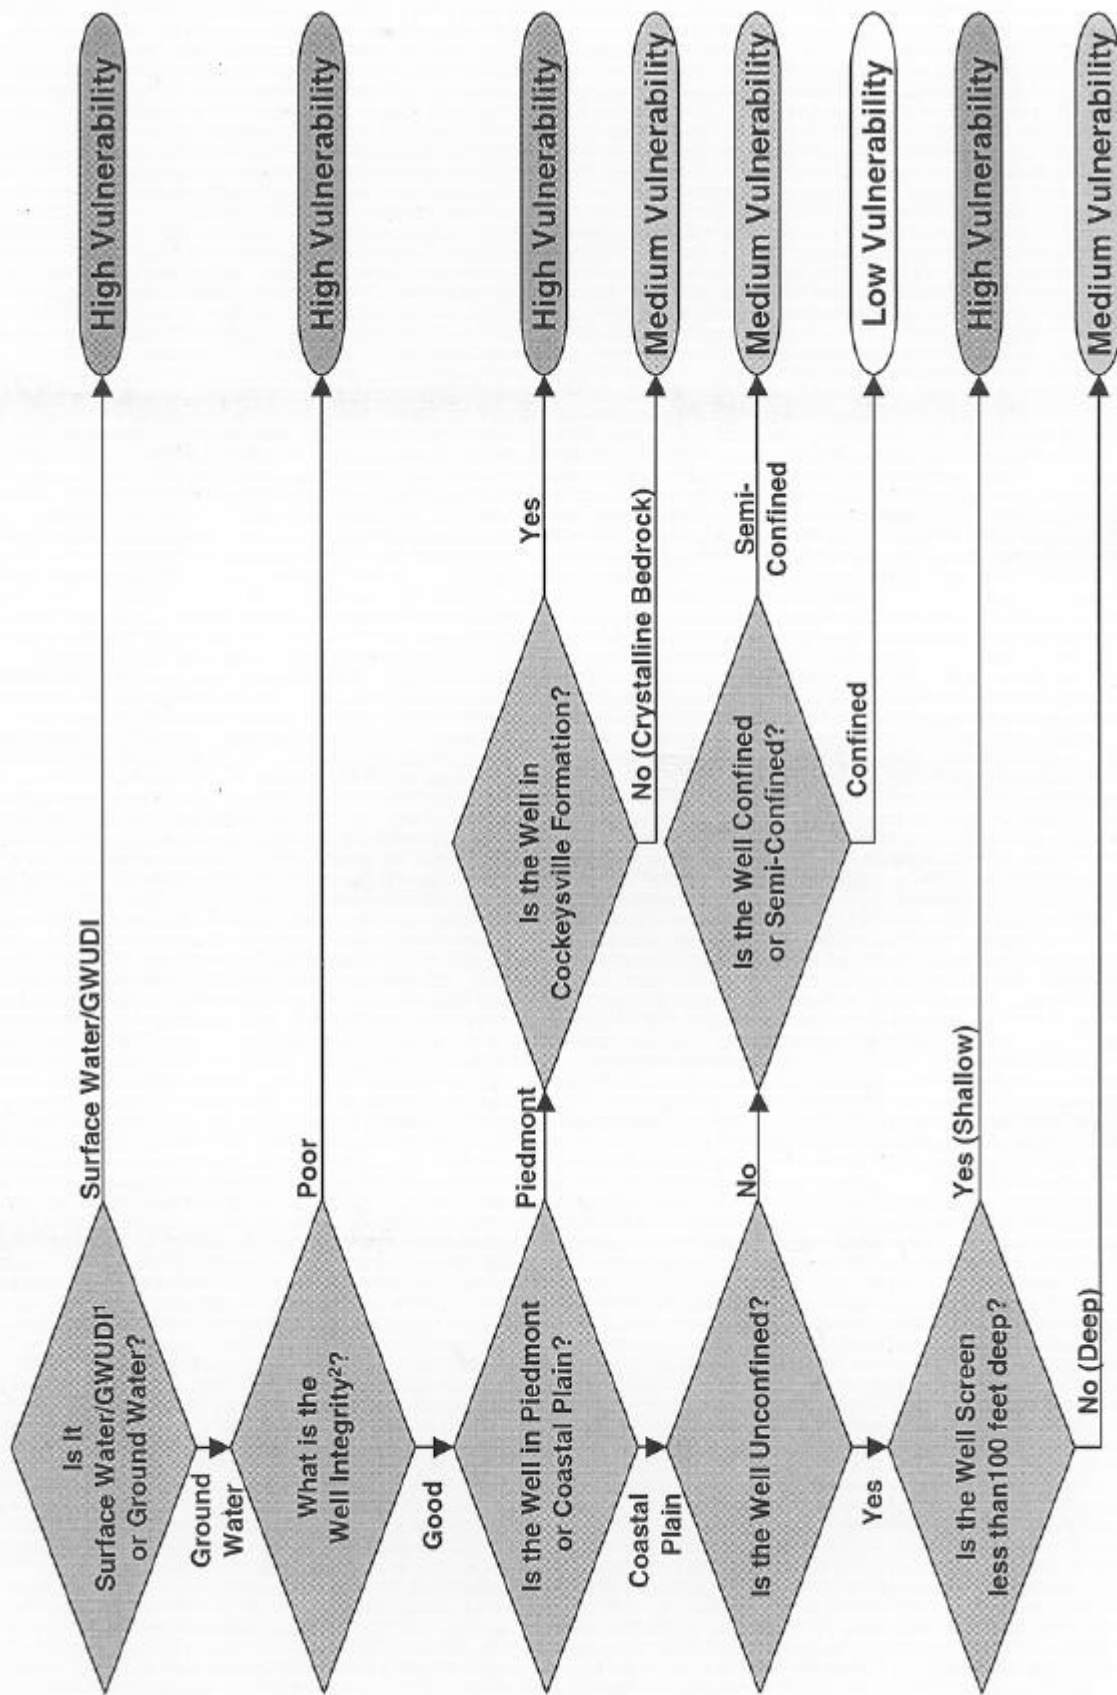 Is It
Surface Water/GWUDI¹
or Ground Water?
Surface Water/GWUDI
High Vulnerability
Ground
Water
What is the
Well Integrity²?
Poor
High Vulnerability
Good
Is the Well in Piedmont
or Coastal Plain?
Piedmont
Is the Well in
Cockeysville Formation?
Yes
High Vulnerability
No (Crystalline Bedrock)
Medium Vulnerability
Coastal
Plain
Is the Well Unconfined?
No
Is the Well Confined
or Semi-Confined?
Semi-
Confined
Medium Vulnerability
Confined
Low Vulnerability
Yes
Is the Well Screen
less than100 feet deep?
Yes (Shallow)
High Vulnerability
No (Deep)
Medium Vulnerability